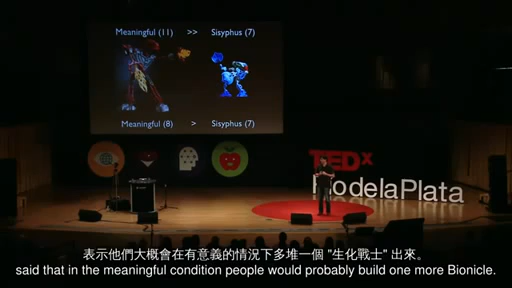 Meaningful (11) >> Sisyphus (7)
Meaningful (8) > Sisyphus (7)
TEDx
RiodelaPlata
表示他們大概會在有意義的情況下多堆一個 "生化戰士" 出來。
said that in the meaningful condition people would probably build one more Bionicle.